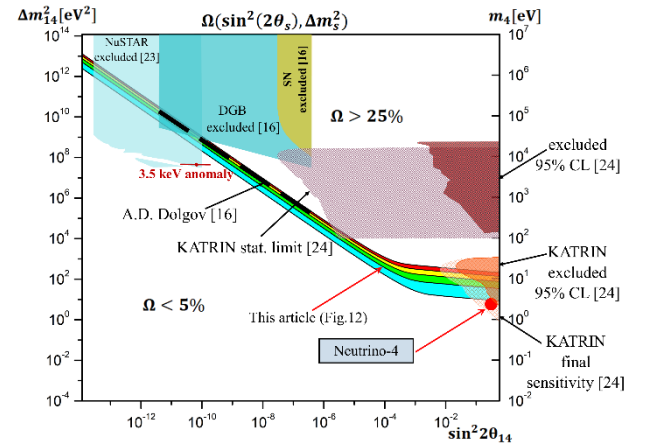 Δm²₁₄[eV²]
Ω(sin²(2θₛ), Δm²ₛ)
m₄[eV]
10¹⁴
10¹²
10¹⁰
10⁸
10⁶
10⁴
10²
10⁰
10⁻²
10⁻⁴
NuSTAR
excluded [23]
DGB
excluded [16]
SN
excluded [16]
Ω > 25%
3.5 keV anomaly
A.D. Dolgov [16]
KATRIN stat. limit [24]
Ω < 5%
This article (Fig.12)
Neutrino-4
10⁷
10⁶
10⁵
10⁴
10³
10²
10¹
10⁰
10⁻¹
10⁻²
excluded
95% CL [24]
KATRIN
excluded
95% CL [24]
KATRIN
final
sensitivity [24]
10⁻¹²
10⁻¹⁰
10⁻⁸
10⁻⁶
10⁻⁴
10⁻²
10⁰
sin²2θ₁₄